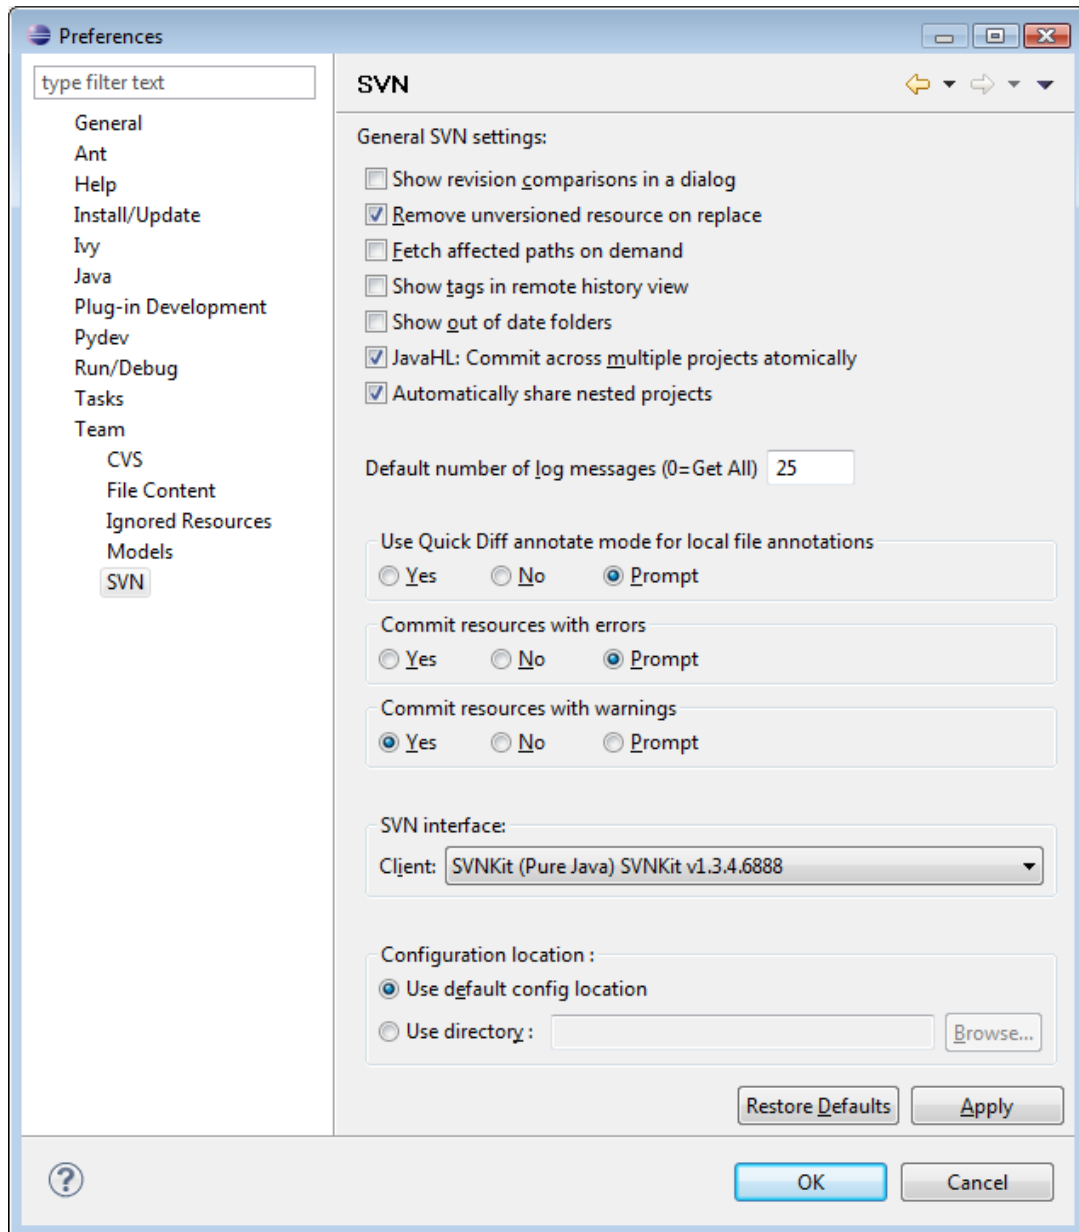 Preferences
type filter text
General
Ant
Help
Install/Update
Ivy
Java
Plug-in Development
Pydev
Run/Debug
Tasks
Team
CVS
File Content
Ignored Resources
Models
SVN
SVN
General SVN settings:
Show revision comparisons in a dialog
Remove unversioned resource on replace
Fetch affected paths on demand
Show tags in remote history view
Show out of date folders
JavaHL: Commit across multiple projects atomically
Automatically share nested projects
Default number of log messages (0=Get All) 25
Use Quick Diff annotate mode for local file annotations
Yes No Prompt
Commit resources with errors
Yes No Prompt
Commit resources with warnings
Yes No Prompt
SVN interface:
Client: SVNKit (Pure Java) SVNKit v1.3.4.6888
Configuration location :
Use default config location
Use directory : Browse...
Restore Defaults Apply
? OK Cancel